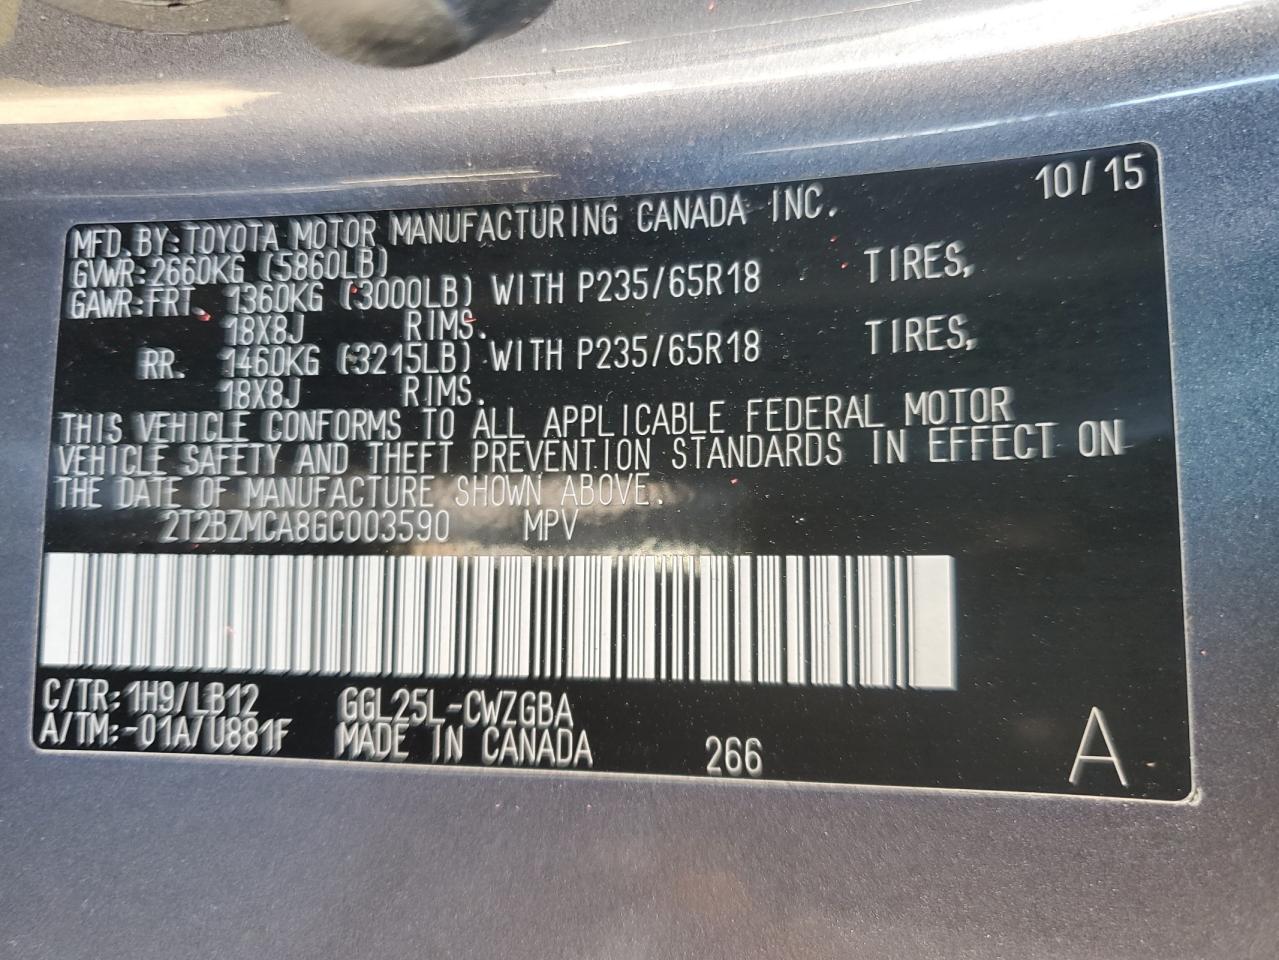 10/15
MFD. BY: TOYOTA MOTOR MANUFACTURING CANADA INC.
GVWR: 2660KG (5860LB)
GAWR: FRT. 1360KG (3000LB) WITH P235/65R18 TIRES,
18X8J RIMS.
RR. 1460KG (3215LB) WITH P235/65R18 TIRES,
18X8J RIMS.
THIS VEHICLE CONFORMS TO ALL APPLICABLE FEDERAL MOTOR
VEHICLE SAFETY AND THEFT PREVENTION STANDARDS IN EFFECT ON
THE DATE OF MANUFACTURE SHOWN ABOVE.
2T2BZMCA8GC003590 MPV
C/TR: 1H9/LB12 GGL25L-CWZGBA
A/TM: -01A/U881F MADE IN CANADA 266 A